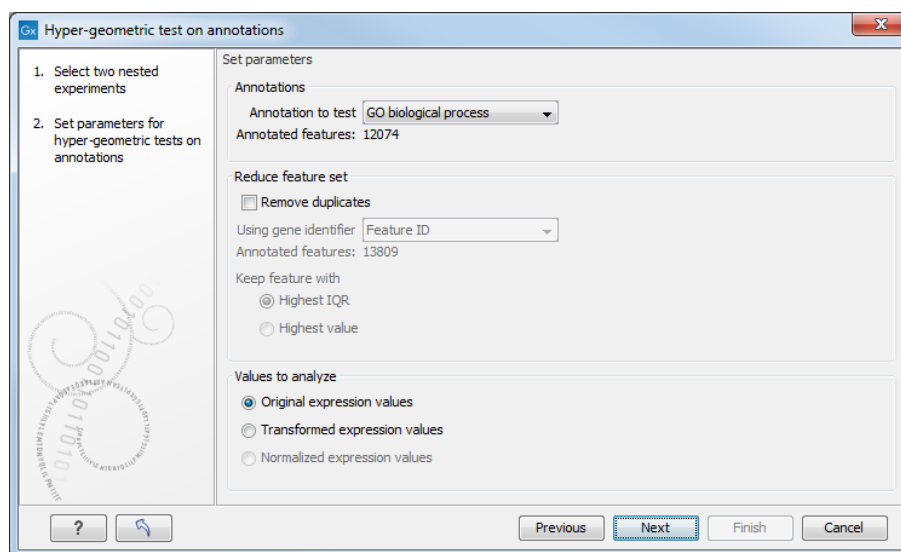 Gx Hyper-geometric test on annotations
1. Select two nested
experiments
2. Set parameters for
hyper-geometric tests on
annotations
Set parameters
Annotations
Annotation to test GO biological process
Annotated features: 12074
Reduce feature set
Remove duplicates
Using gene identifier Feature ID
Annotated features: 13809
Keep feature with
Highest IQR
Highest value
Values to analyze
Original expression values
Transformed expression values
Normalized expression values
? Previous Next Finish Cancel